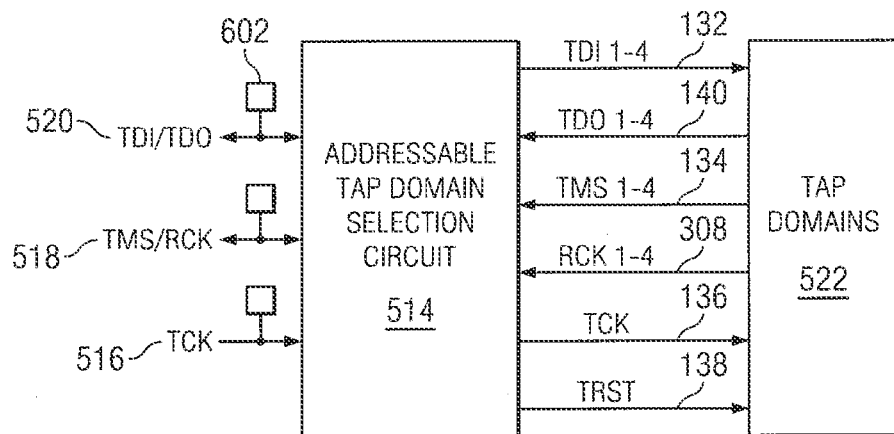 602
520 TDI/TDO
518 TMS/RCK
516 TCK
ADDRESSABLE
TAP DOMAIN
SELECTION
CIRCUIT
514
TDI 1-4 132
TDO 1-4 140
TMS 1-4 134
RCK 1-4 308
TCK 136
TRST 138
TAP
DOMAINS
522